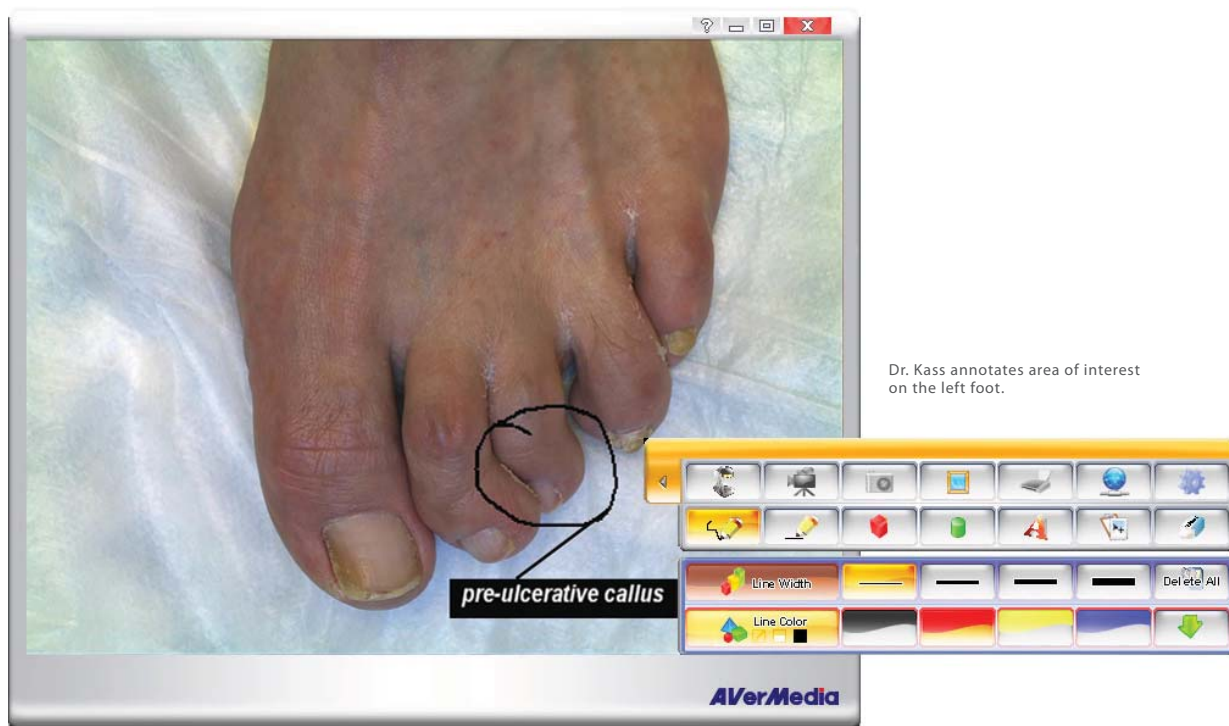 ?
X
Dr. Kass annotates area of interest
on the left foot.
pre-ulcerative callus
Line Width
Delete All
Line Color
AVerMedia